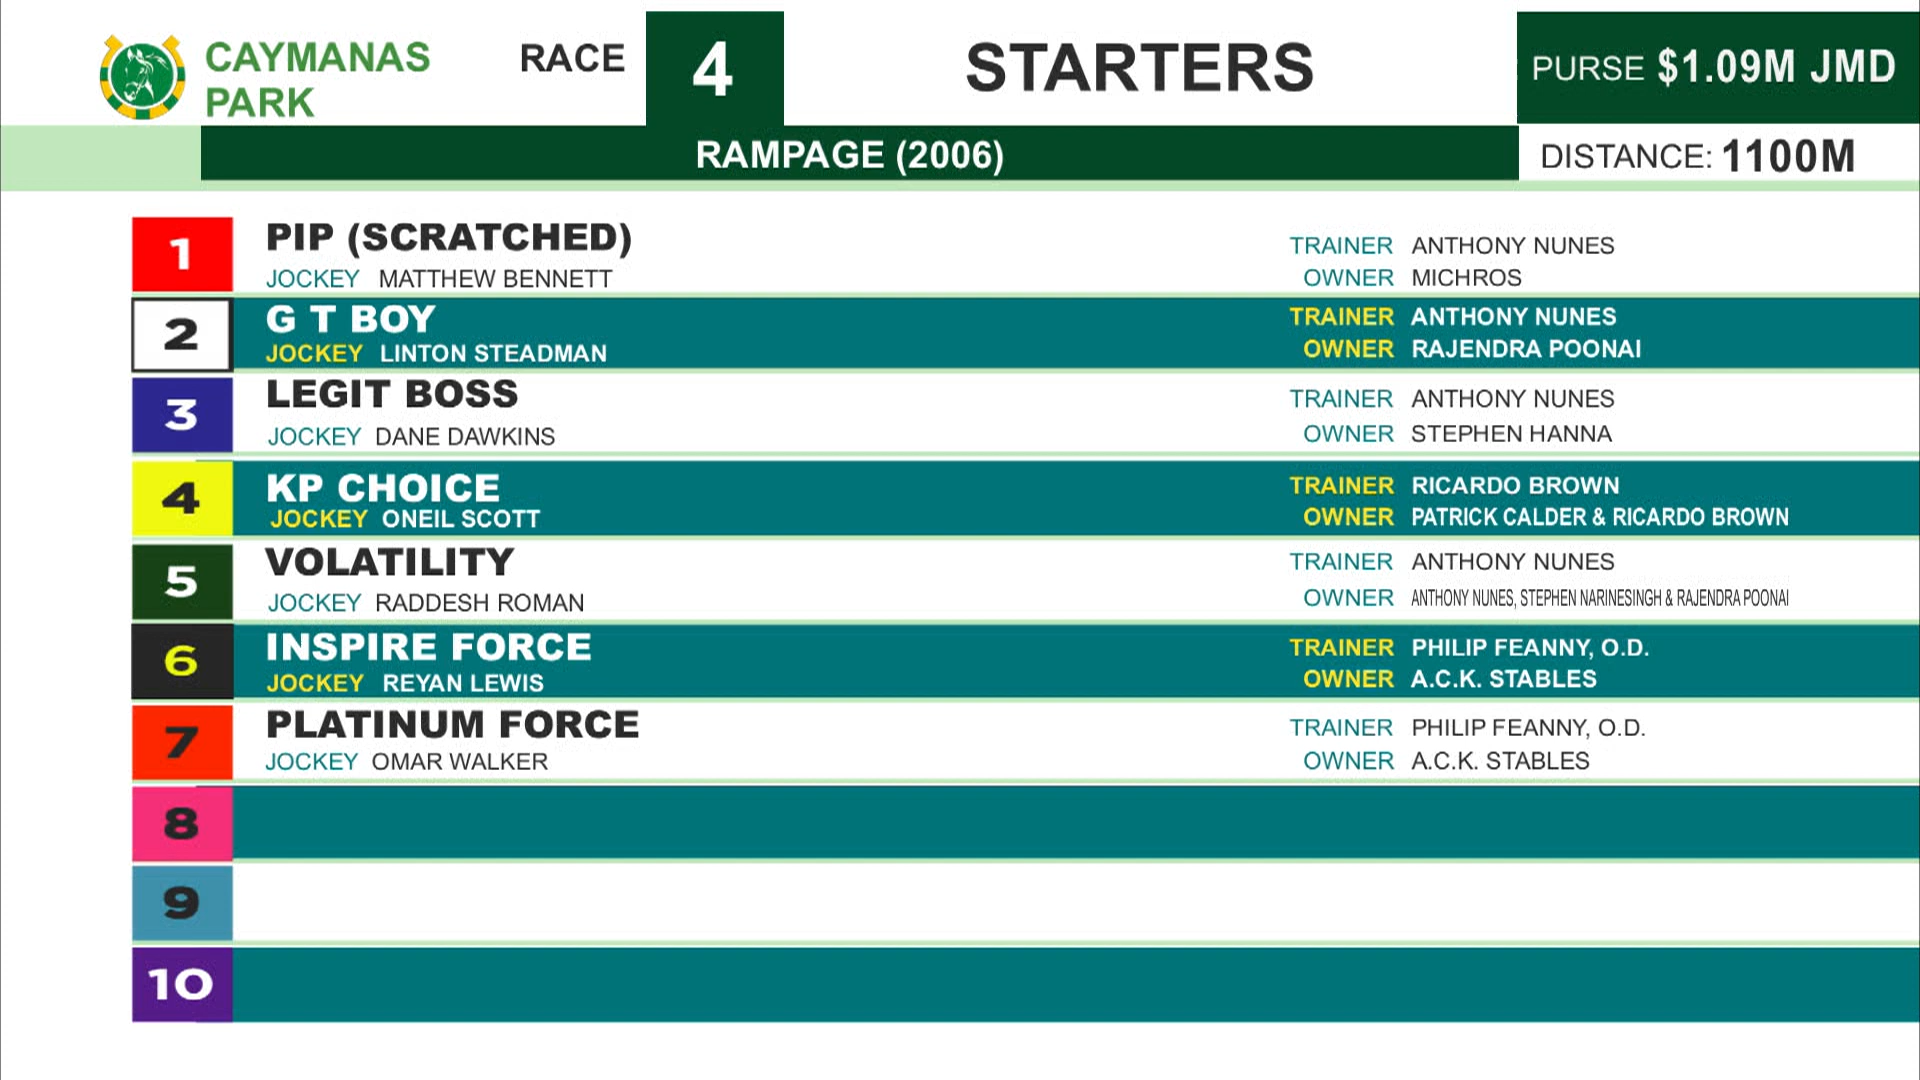 CAYMANAS PARK
RACE 4
STARTERS
PURSE $1.09M JMD
RAMPAGE (2006)
DISTANCE: 1100M
1 PIP (SCRATCHED)
JOCKEY MATTHEW BENNETT
TRAINER ANTHONY NUNES
OWNER MICHROS
2 G T BOY
JOCKEY LINTON STEADMAN
TRAINER ANTHONY NUNES
OWNER RAJENDRA POONAI
3 LEGIT BOSS
JOCKEY DANE DAWKINS
TRAINER ANTHONY NUNES
OWNER STEPHEN HANNA
4 KP CHOICE
JOCKEY ONEIL SCOTT
TRAINER RICARDO BROWN
OWNER PATRICK CALDER & RICARDO BROWN
5 VOLATILITY
JOCKEY RADDESH ROMAN
TRAINER ANTHONY NUNES
OWNER ANTHONY NUNES, STEPHEN NARINESINGH & RAJENDRA POONAI
6 INSPIRE FORCE
JOCKEY REYAN LEWIS
TRAINER PHILIP FEANNY, O.D.
OWNER A.C.K. STABLES
7 PLATINUM FORCE
JOCKEY OMAR WALKER
TRAINER PHILIP FEANNY, O.D.
OWNER A.C.K. STABLES
8
9
10